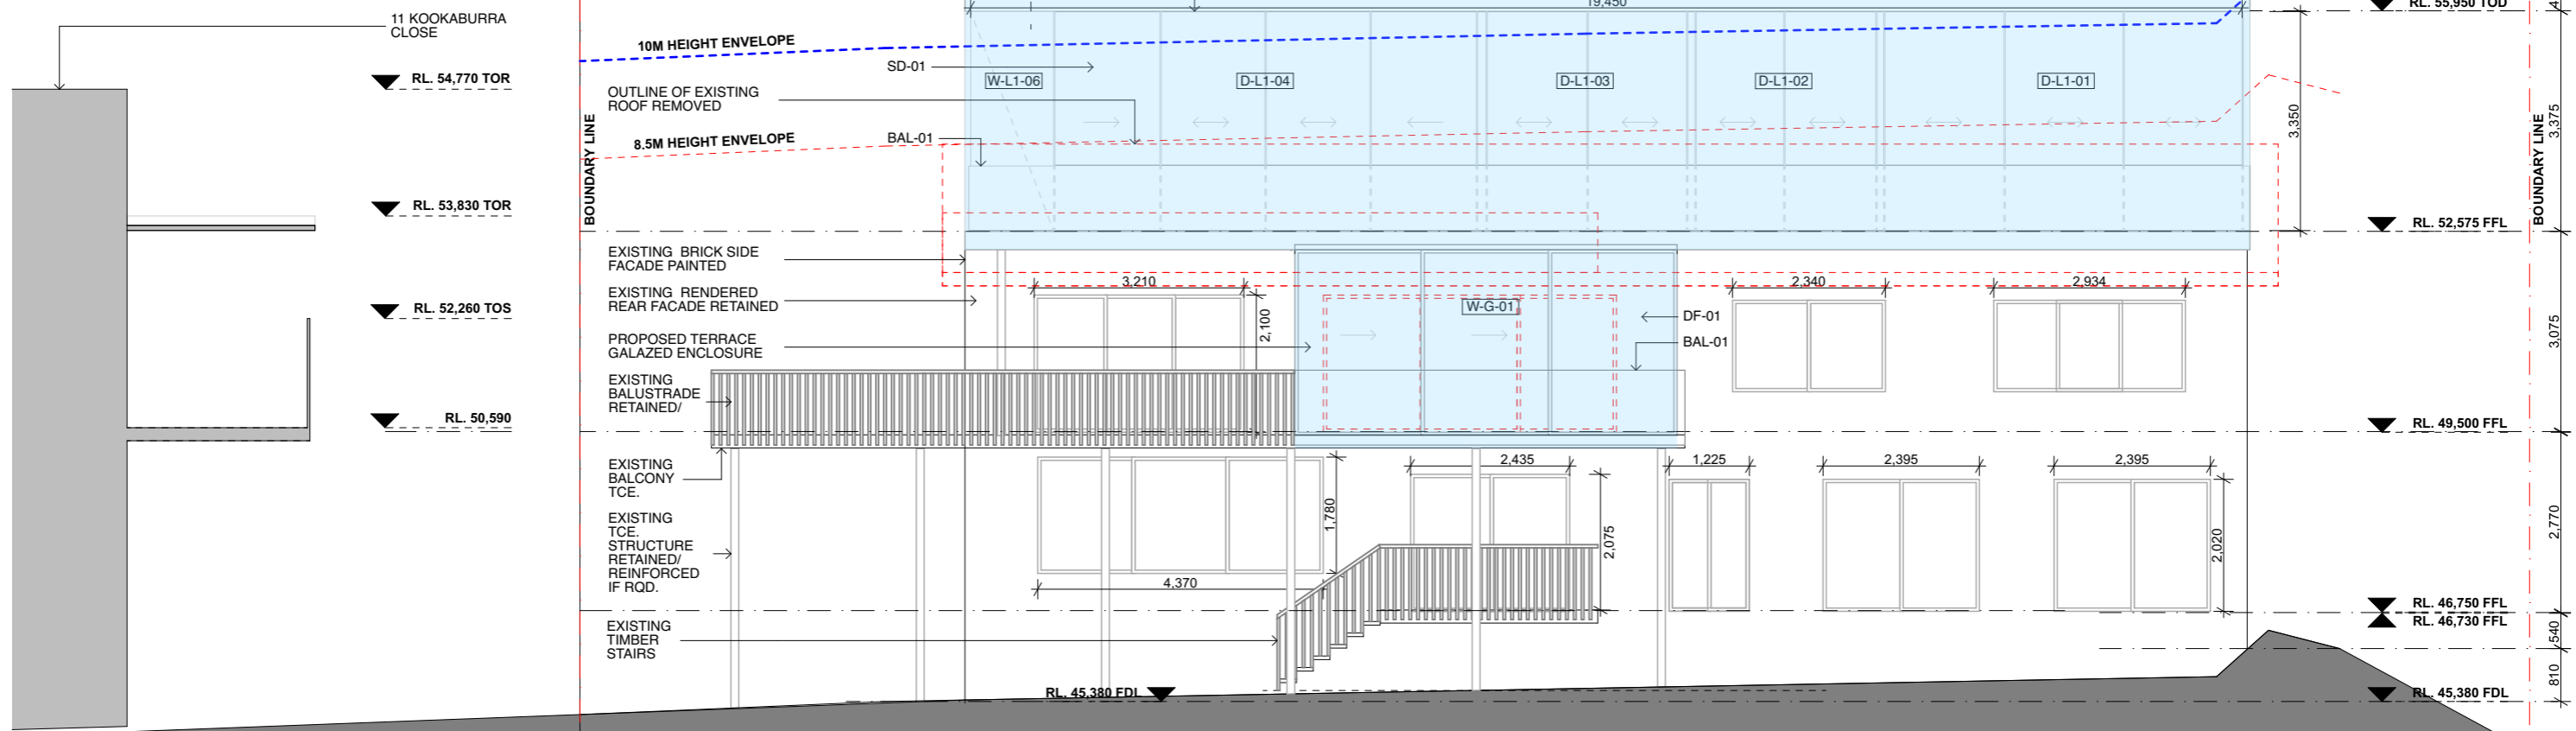 11 KOOKABURRA
CLOSE
RL. 54,770 TOR
RL. 53,830 TOR
RL. 52,260 TOS
RL. 50,590
BOUNDARY LINE
10M HEIGHT ENVELOPE
SD-01
OUTLINE OF EXISTING
ROOF REMOVED
8.5M HEIGHT ENVELOPE
BAL-01
EXISTING BRICK SIDE
FACADE PAINTED
EXISTING RENDERED
REAR FACADE RETAINED
PROPOSED TERRACE
GALAZED ENCLOSURE
EXISTING
BALUSTRADE
RETAINED/
EXISTING
BALCONY
TCE.
EXISTING
TCE.
STRUCTURE
RETAINED/
REINFORCED
IF RQD.
EXISTING
TIMBER
STAIRS
19,450
W-L1-06
D-L1-04
D-L1-03
D-L1-02
D-L1-01
3,350
3,210
2,100
W-G-01
DF-01
BAL-01
2,340
2,934
4,370
1,780
2,435
2,075
1,225
2,395
2,395
2,020
RL. 45,380 FDL
RL. 55,950 TOD
RL. 52,575 FFL
RL. 49,500 FFL
RL. 46,750 FFL
RL. 46,730 FFL
RL. 45,380 FDL
BOUNDARY LINE
3,375
3,075
2,770
540
810